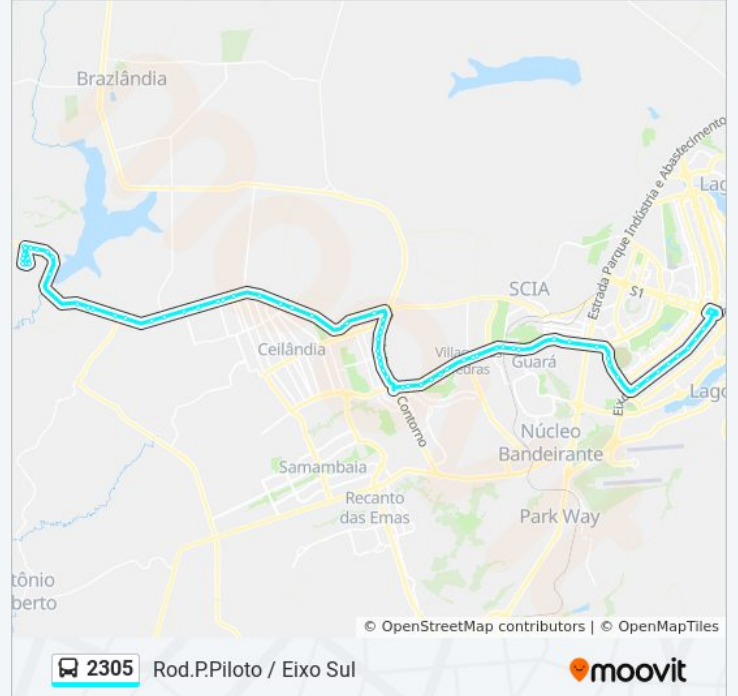 Brazlândia
Estrada Parque Indústria e Abastecimento
Lag
SCIA
S1
Ceilândia
Guará
Eixo
Contorno
Lago
Núcleo
Bandeirante
Samambaia
Recanto
das Emas
Park Way
tônio
berto
© OpenStreetMap contributors | © OpenMapTiles
2305 Rod.P.Piloto / Eixo Sul
moovit